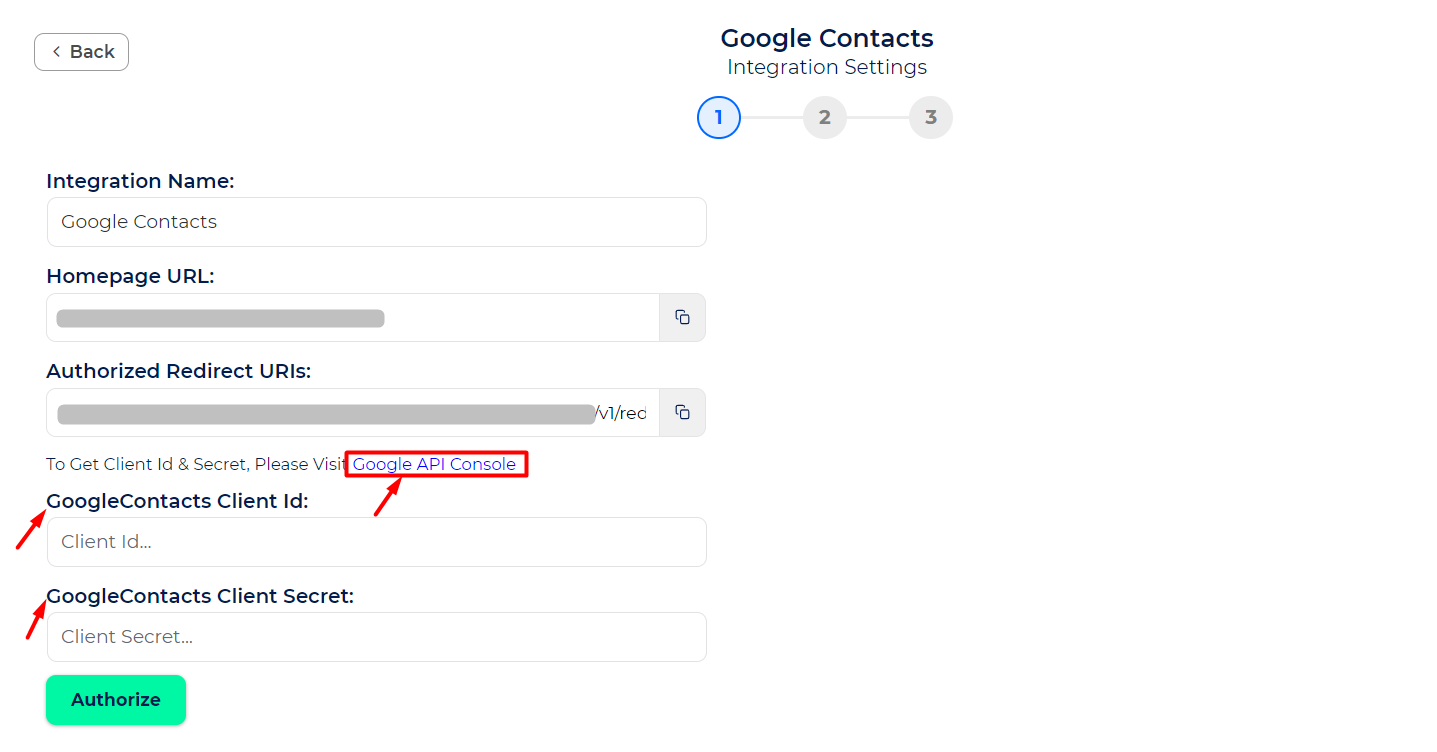 Back
Google Contacts
Integration Settings
1 2 3
Integration Name:
Google Contacts
Homepage URL:
Authorized Redirect URIs:
/v1/red
To Get Client Id & Secret, Please Visit Google API Console
GoogleContacts Client Id:
Client Id...
GoogleContacts Client Secret:
Client Secret...
Authorize